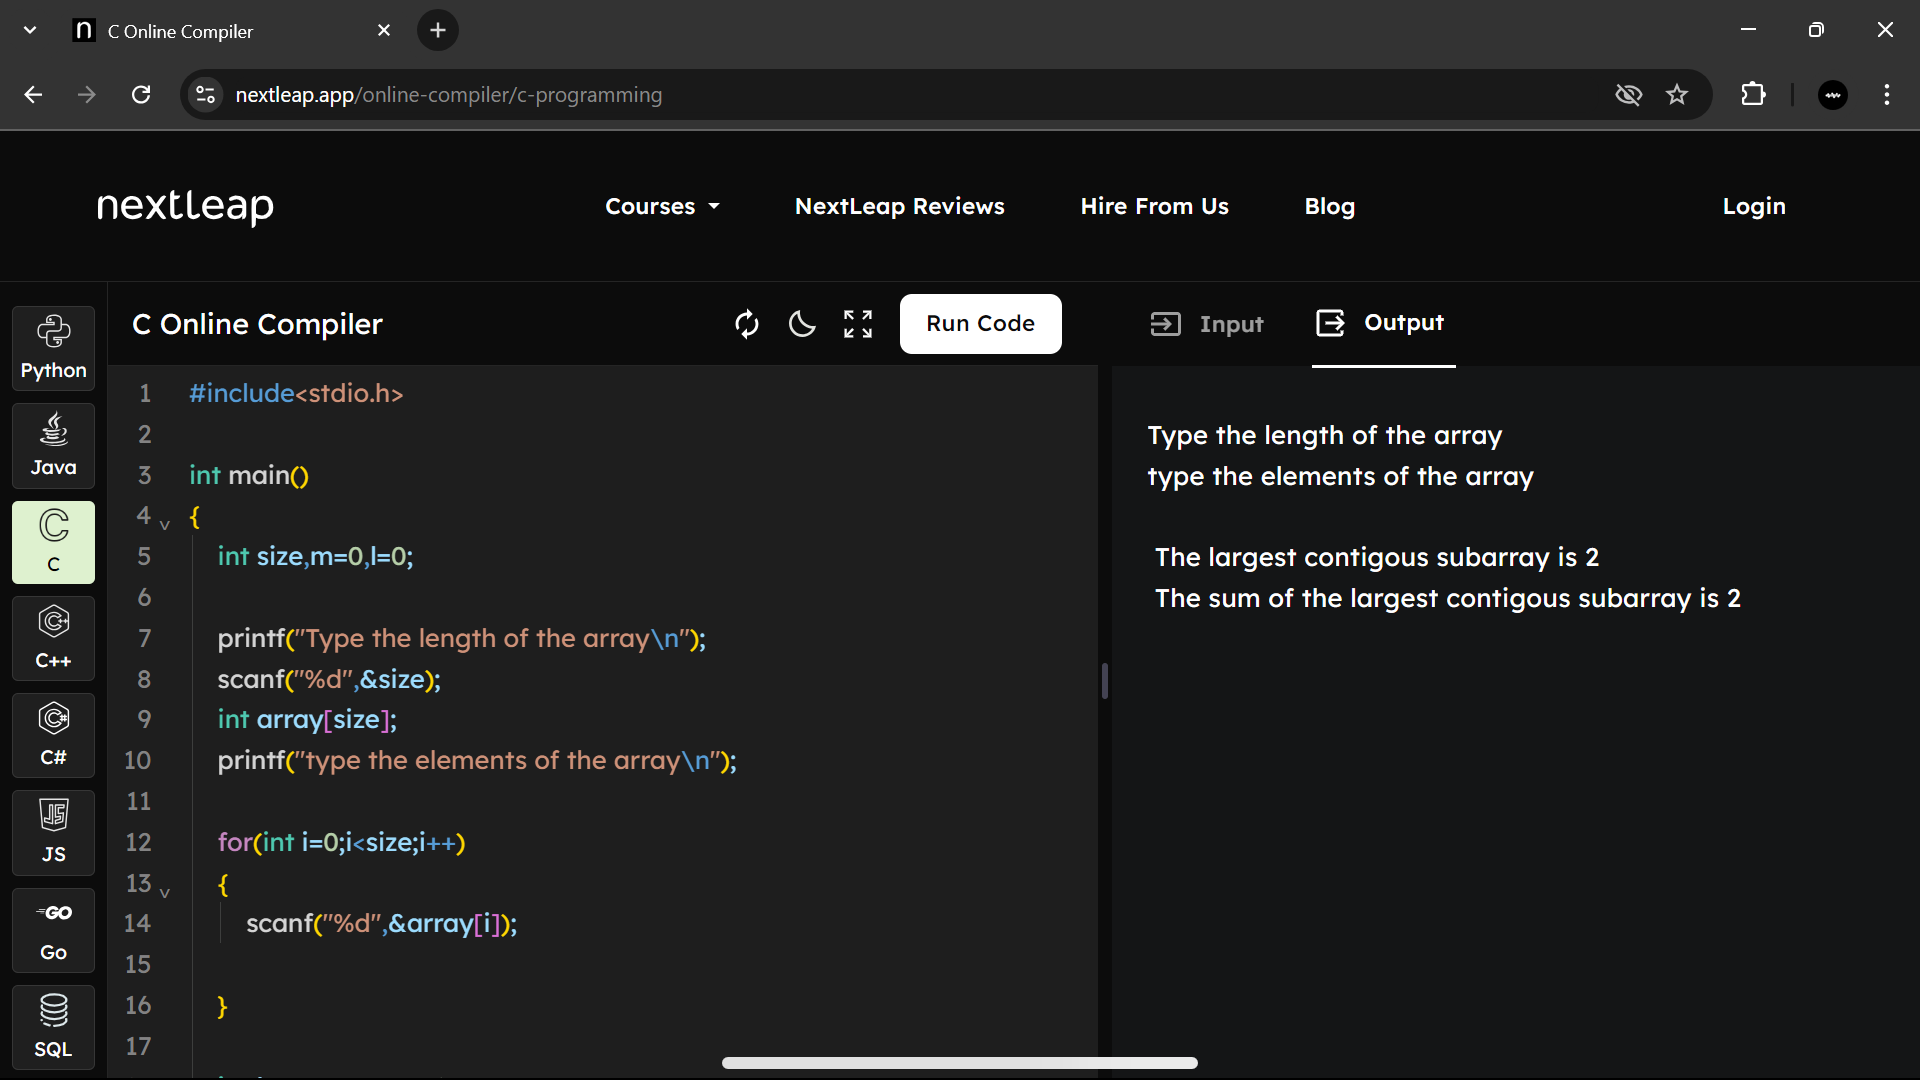 C Online Compiler
nextleap.app/online-compiler/c-programming
nextleap
Courses
NextLeap Reviews
Hire From Us
Blog
Login
Python
Java
C
C++
C#
JS
Go
SQL
C Online Compiler
Run Code
1 #include<stdio.h>
2
3 int main()
4 {
5 int size,m=0,l=0;
6
7 printf("Type the length of the array\n");
8 scanf("%d",&size);
9 int array[size];
10 printf("type the elements of the array\n");
11
12 for(int i=0;i<size;i++)
13 {
14 scanf("%d",&array[i]);
15
16 }
17
Input
Output
Type the length of the array
type the elements of the array
The largest contigous subarray is 2
The sum of the largest contigous subarray is 2